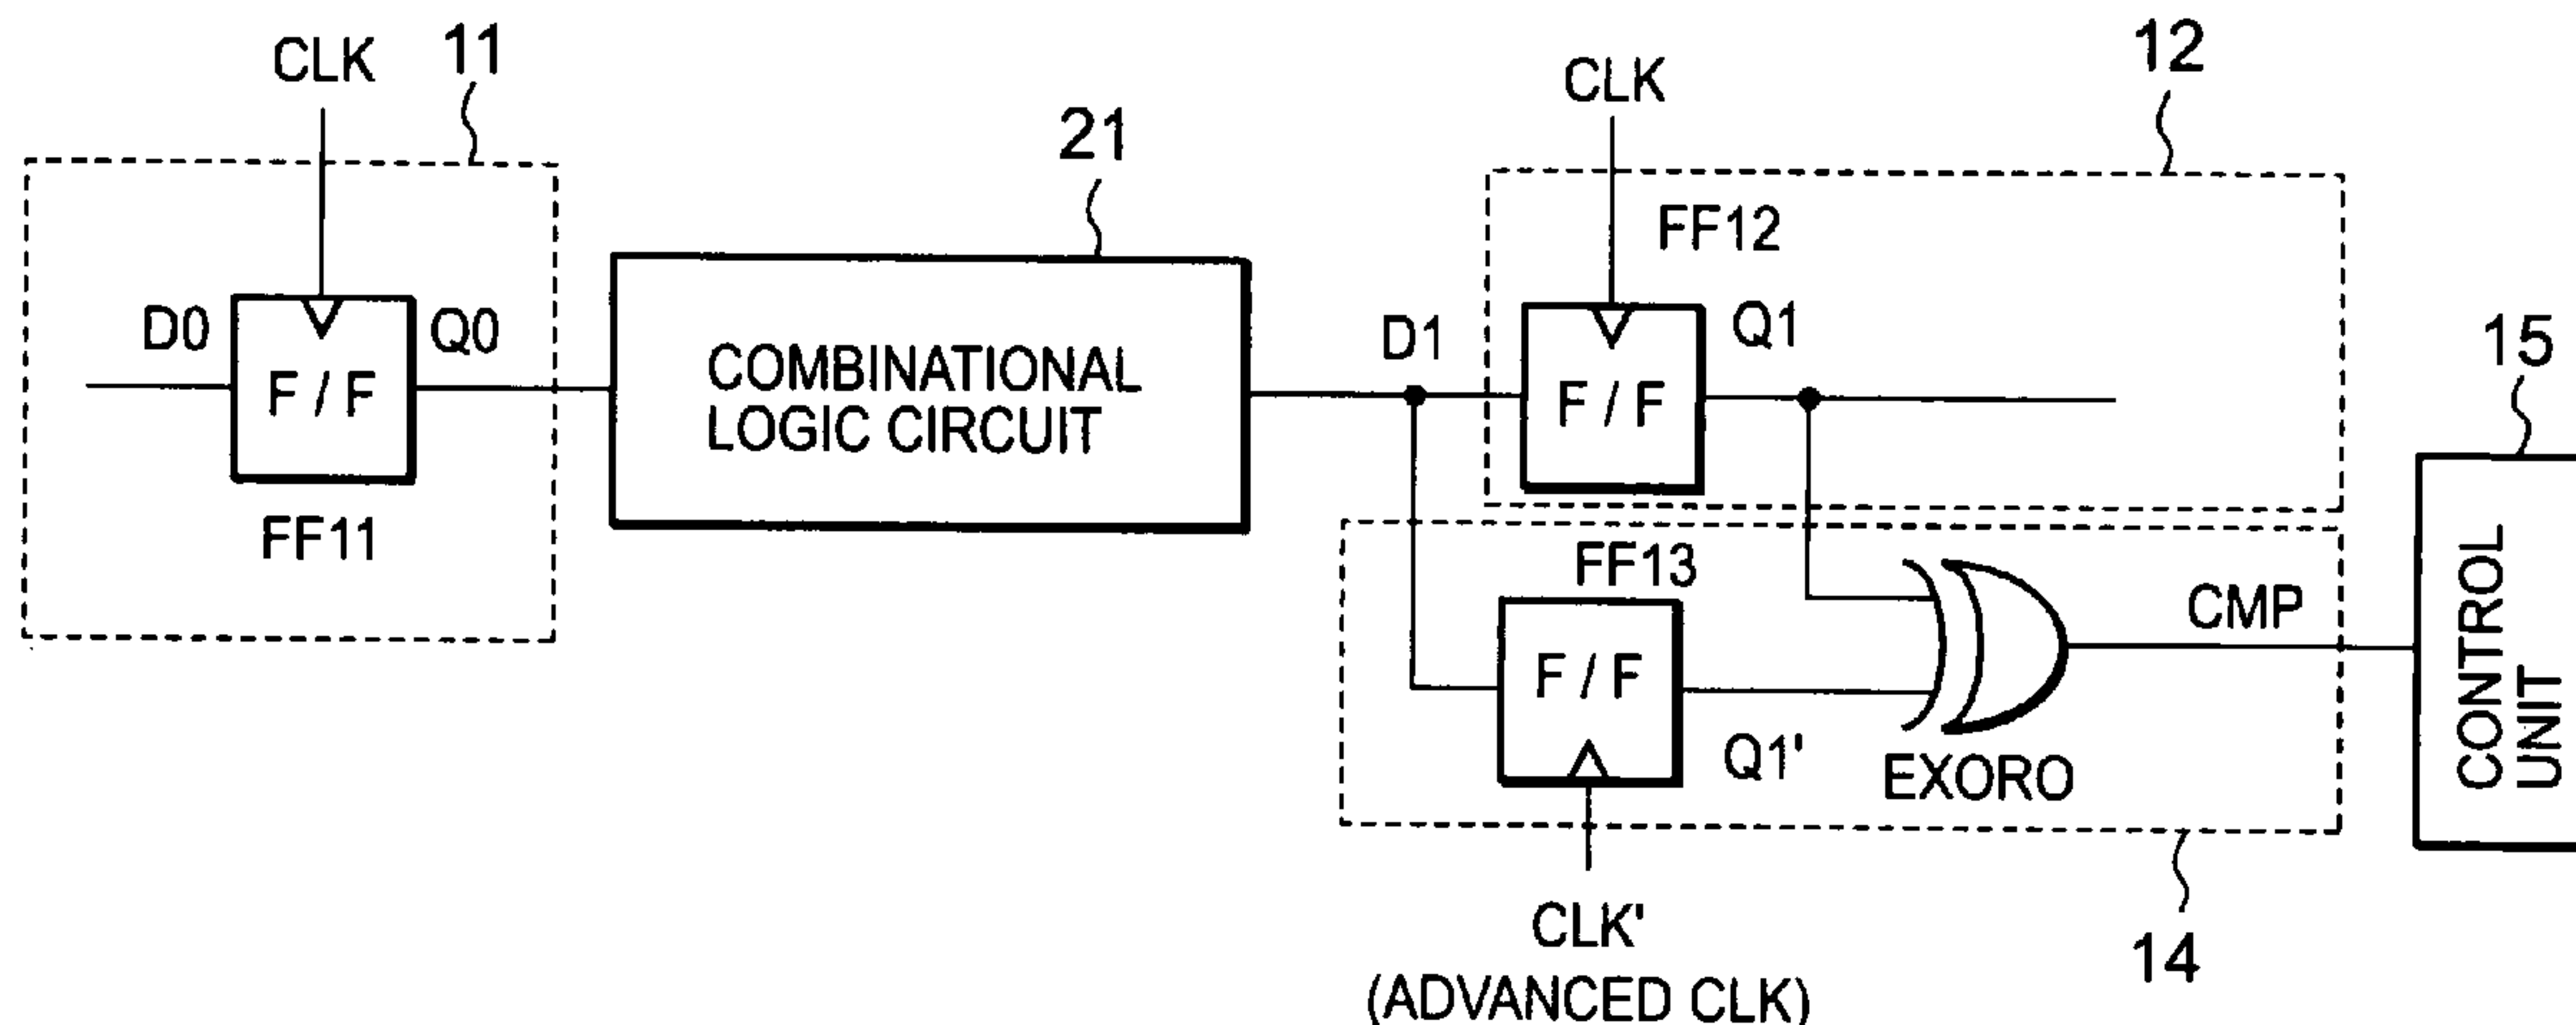 CLK
11
CLK
12
21
FF12
D0
Q0
D1
Q1
15
F / F
COMBINATIONAL
LOGIC CIRCUIT
F / F
FF11
FF13
CMP
CONTROL
UNIT
F / F
Q1'
EXORO
CLK'
(ADVANCED CLK)
14